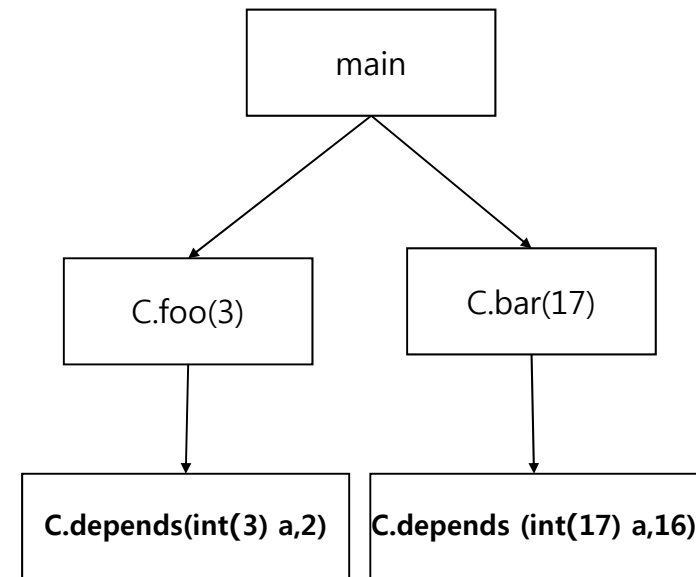 main
C.foo(3)
C.bar(17)
C.depends(int(3) a,2)
C.depends (int(17) a,16)